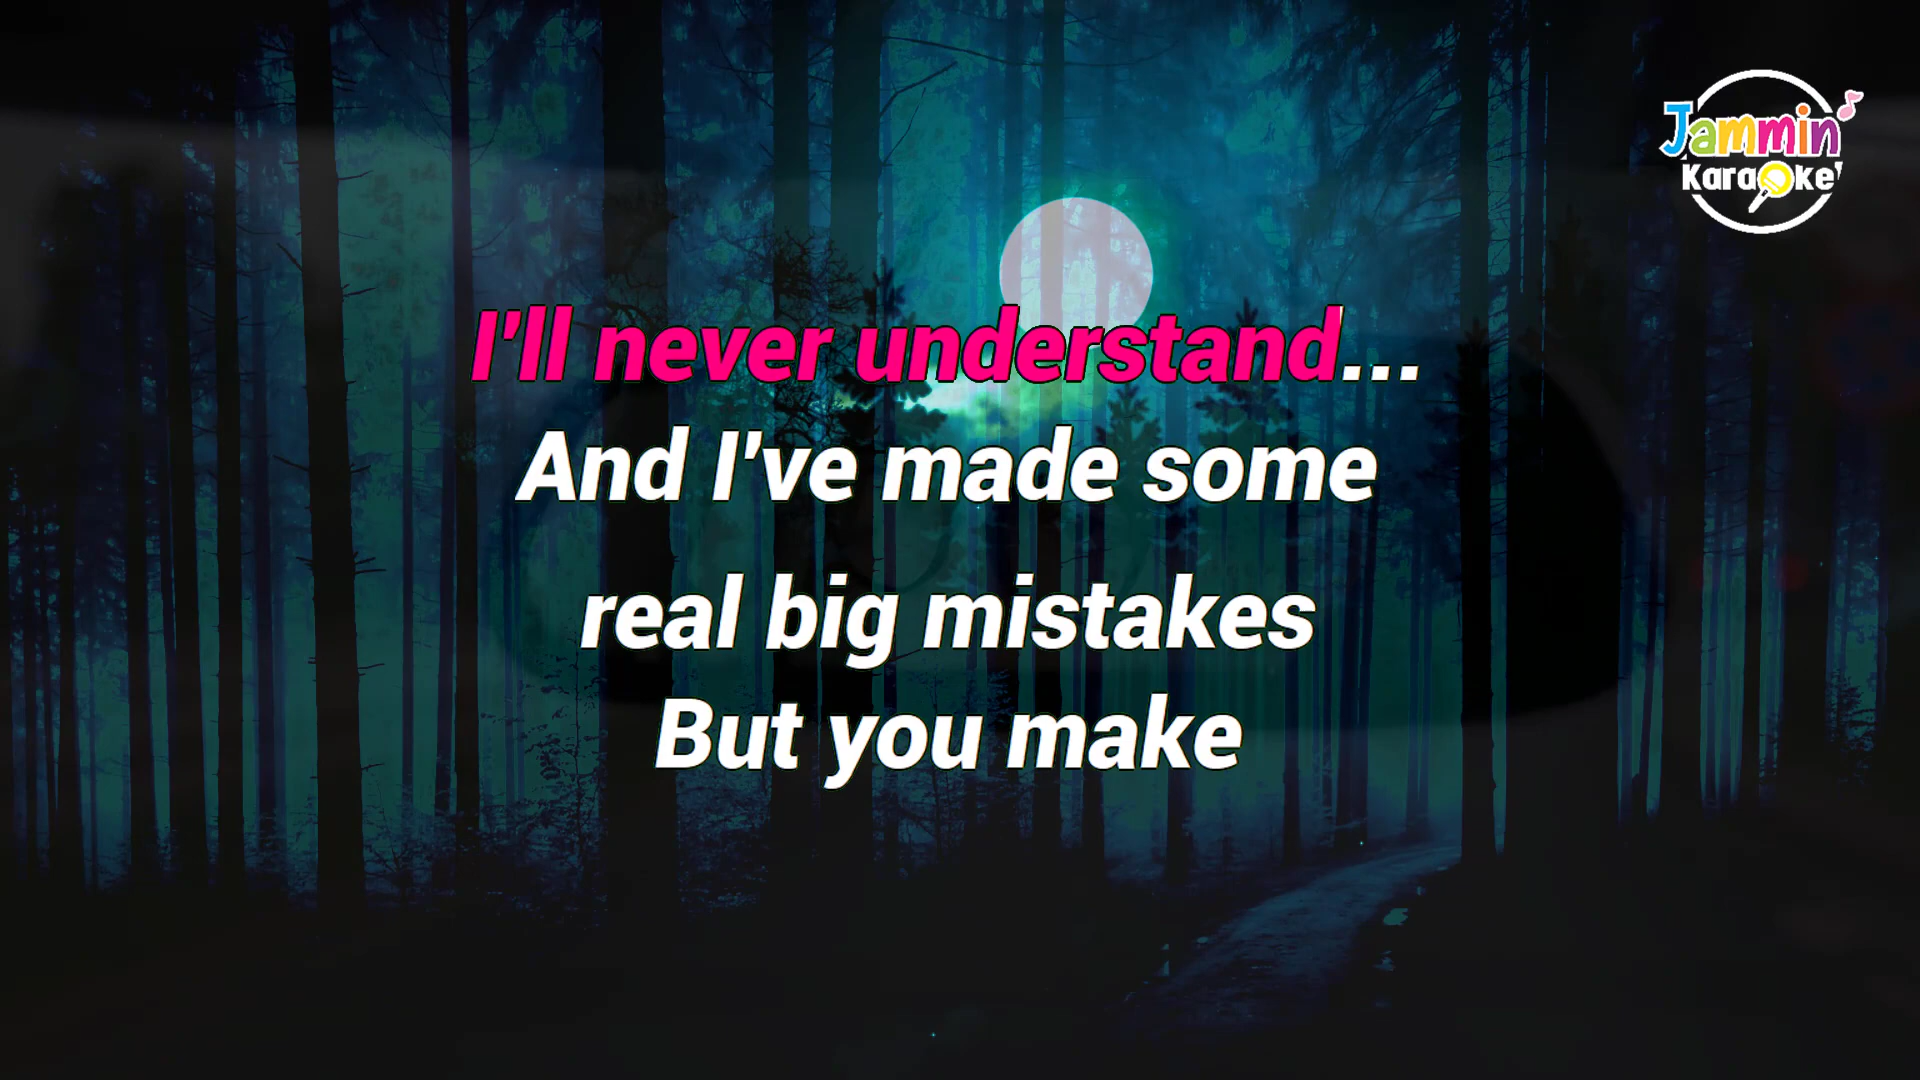 Jammin'
Karaoke
I'll never understand...
And I've made some
real big mistakes
But you make